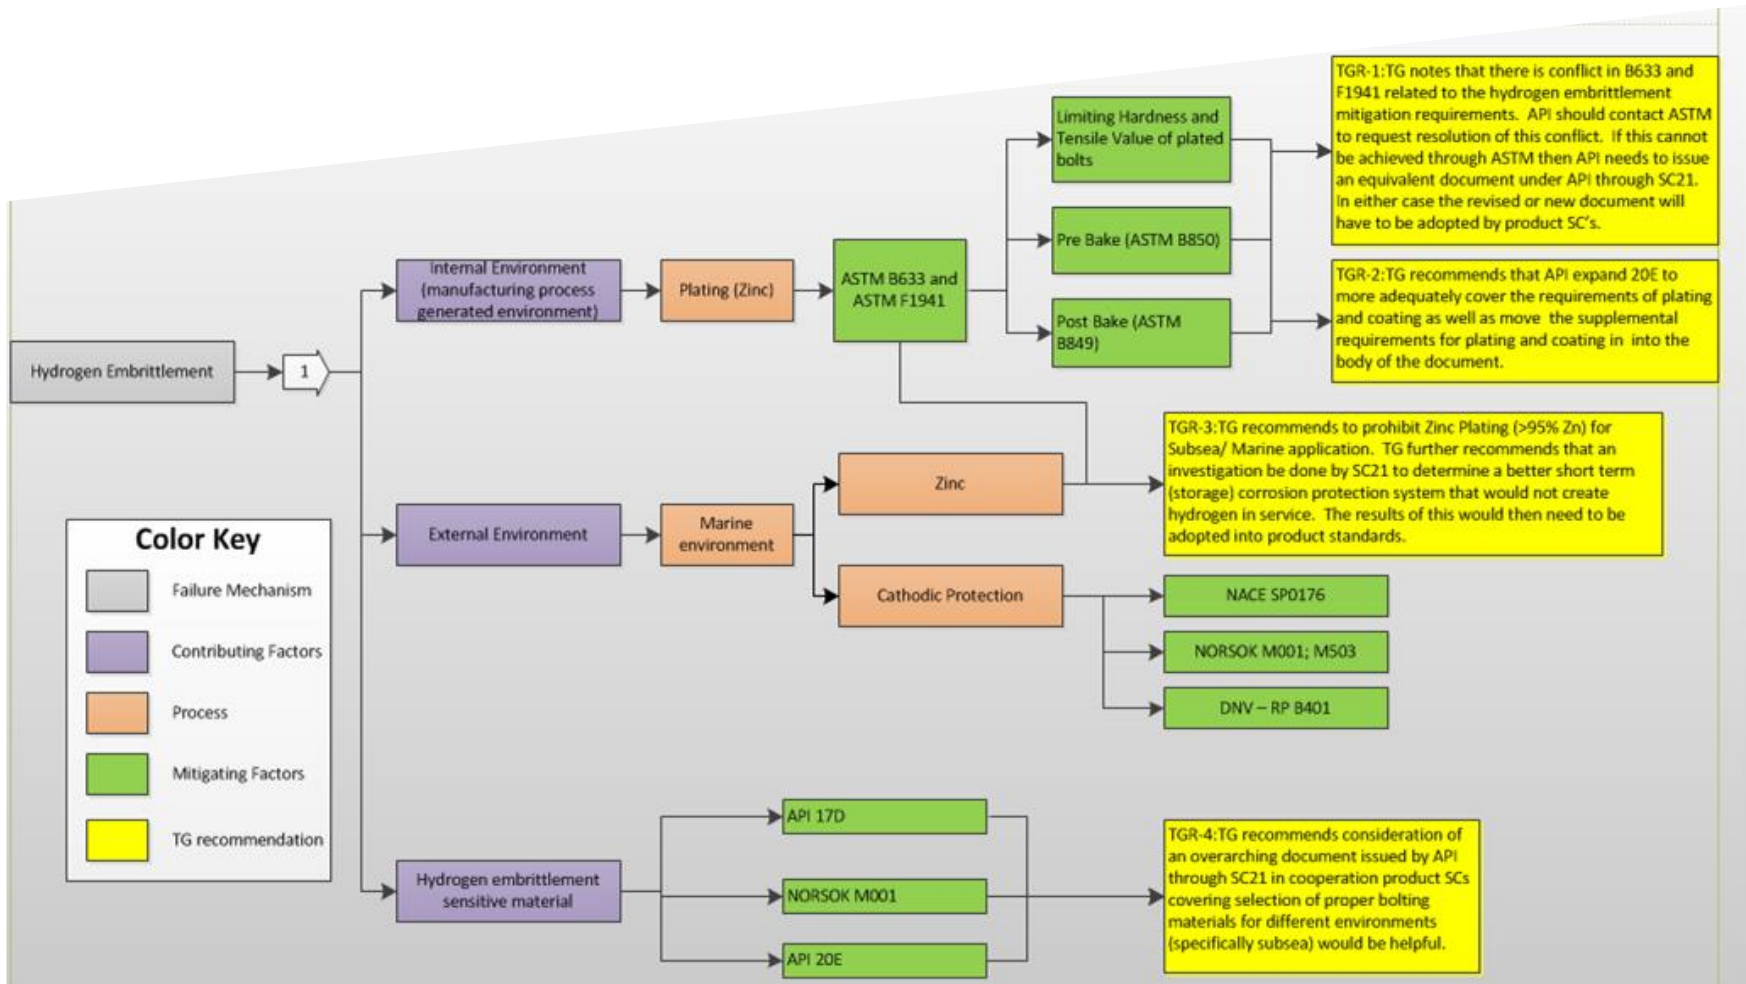 TGR-1:TG notes that there is conflict in B633 and
F1941 related to the hydrogen embrittlement
mitigation requirements. API should contact ASTM
to request resolution of this conflict. If this cannot
be achieved through ASTM then API needs to issue
an equivalent document under API through SC21.
In either case the revised or new document will
have to be adopted by product SC's.
Limiting Hardness and
Tensile Value of plated
bolts
Pre Bake (ASTM B850)
Post Bake (ASTM
B849)
Internal Environment
(manufacturing process
generated environment)
Plating (Zinc)
ASTM B633 and
ASTM F1941
TGR-2:TG recommends that API expand 20E to
more adequately cover the requirements of plating
and coating as well as move the supplemental
requirements for plating and coating in into the
body of the document.
Hydrogen Embrittlement
1
TGR-3:TG recommends to prohibit Zinc Plating (>95% Zn) for
Subsea/ Marine application. TG further recommends that an
investigation be done by SC21 to determine a better short term
(storage) corrosion protection system that would not create
hydrogen in service. The results of this would then need to be
adopted into product standards.
Zinc
External Environment
Marine
environment
Cathodic Protection
NACE SP0176
NORSOK M001; M503
DNV – RP B401
Color Key
Failure Mechanism
Contributing Factors
Process
Mitigating Factors
TG recommendation
Hydrogen embrittlement
sensitive material
API 17D
NORSOK M001
API 20E
TGR-4:TG recommends consideration of
an overarching document issued by API
through SC21 in cooperation product SCs
covering selection of proper bolting
materials for different environments
(specifically subsea) would be helpful.